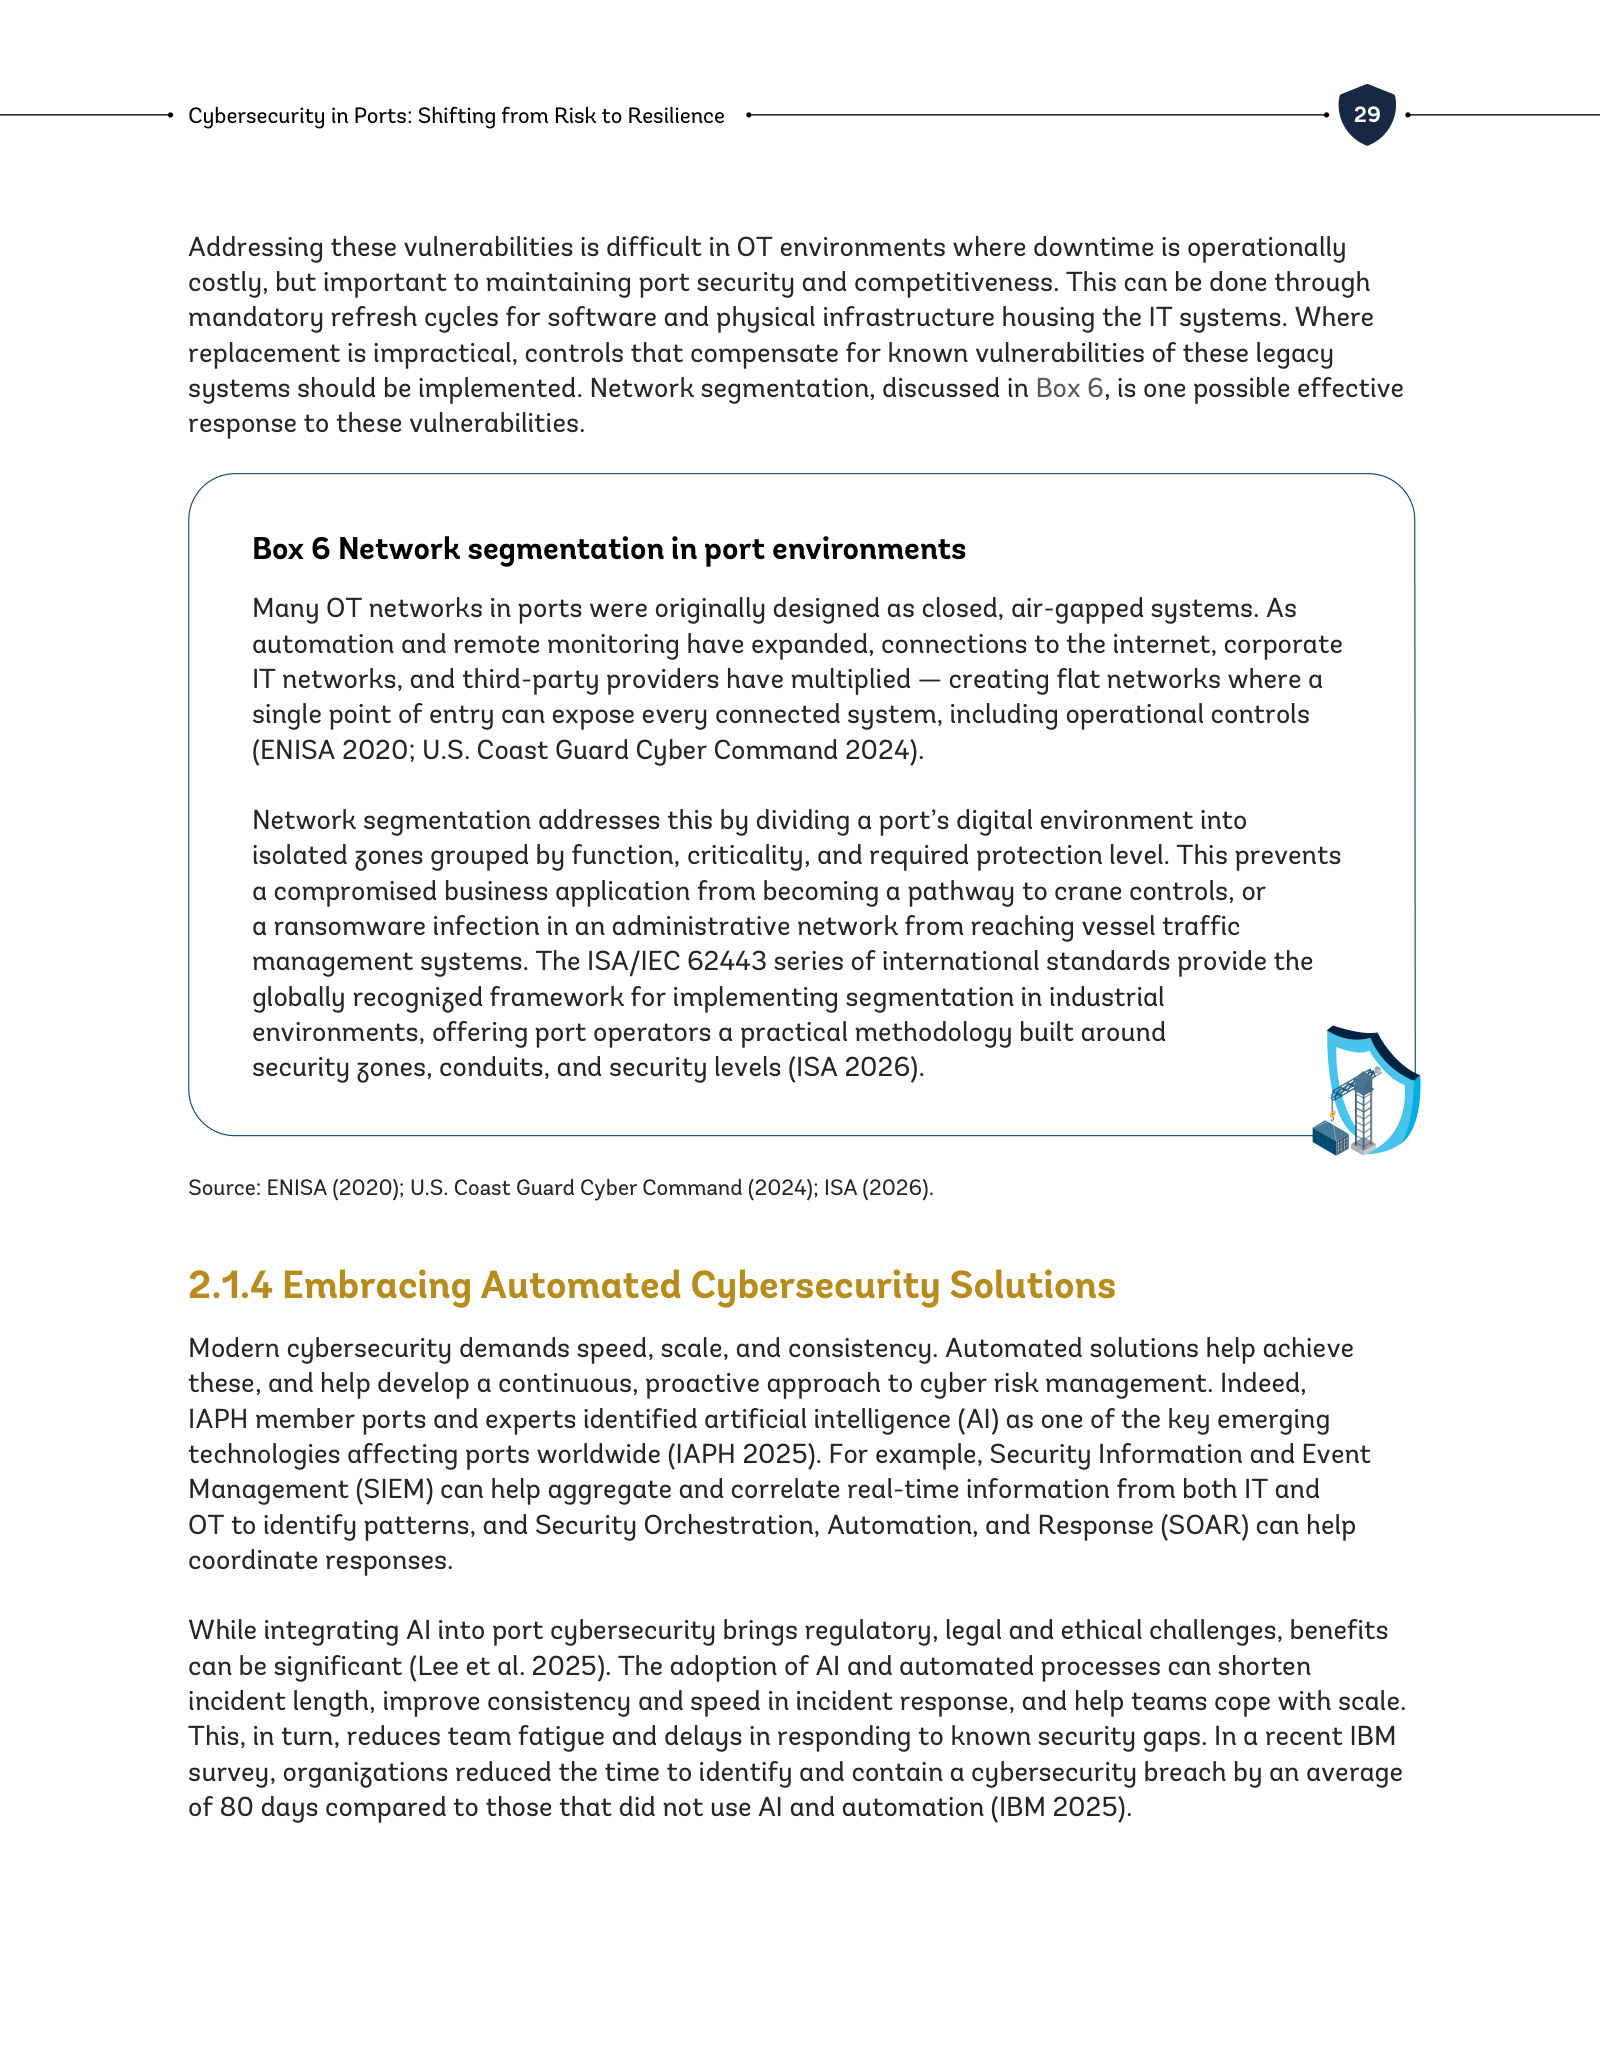 Cybersecurity in Ports: Shifting from Risk to Resilience
29
Addressing these vulnerabilities is difficult in OT environments where downtime is operationally
costly, but important to maintaining port security and competitiveness. This can be done through
mandatory refresh cycles for software and physical infrastructure housing the IT systems. Where
replacement is impractical, controls that compensate for known vulnerabilities of these legacy
systems should be implemented. Network segmentation, discussed in Box 6, is one possible effective
response to these vulnerabilities.
Box 6 Network segmentation in port environments
Many OT networks in ports were originally designed as closed, air-gapped systems. As
automation and remote monitoring have expanded, connections to the internet, corporate
IT networks, and third-party providers have multiplied — creating flat networks where a
single point of entry can expose every connected system, including operational controls
(ENISA 2020; U.S. Coast Guard Cyber Command 2024).
Network segmentation addresses this by dividing a port’s digital environment into
isolated zones grouped by function, criticality, and required protection level. This prevents
a compromised business application from becoming a pathway to crane controls, or
a ransomware infection in an administrative network from reaching vessel traffic
management systems. The ISA/IEC 62443 series of international standards provide the
globally recognized framework for implementing segmentation in industrial
environments, offering port operators a practical methodology built around
security zones, conduits, and security levels (ISA 2026).
Source: ENISA (2020); U.S. Coast Guard Cyber Command (2024); ISA (2026).
2.1.4 Embracing Automated Cybersecurity Solutions
Modern cybersecurity demands speed, scale, and consistency. Automated solutions help achieve
these, and help develop a continuous, proactive approach to cyber risk management. Indeed,
IAPH member ports and experts identified artificial intelligence (AI) as one of the key emerging
technologies affecting ports worldwide (IAPH 2025). For example, Security Information and Event
Management (SIEM) can help aggregate and correlate real-time information from both IT and
OT to identify patterns, and Security Orchestration, Automation, and Response (SOAR) can help
coordinate responses.
While integrating AI into port cybersecurity brings regulatory, legal and ethical challenges, benefits
can be significant (Lee et al. 2025). The adoption of AI and automated processes can shorten
incident length, improve consistency and speed in incident response, and help teams cope with scale.
This, in turn, reduces team fatigue and delays in responding to known security gaps. In a recent IBM
survey, organizations reduced the time to identify and contain a cybersecurity breach by an average
of 80 days compared to those that did not use AI and automation (IBM 2025).